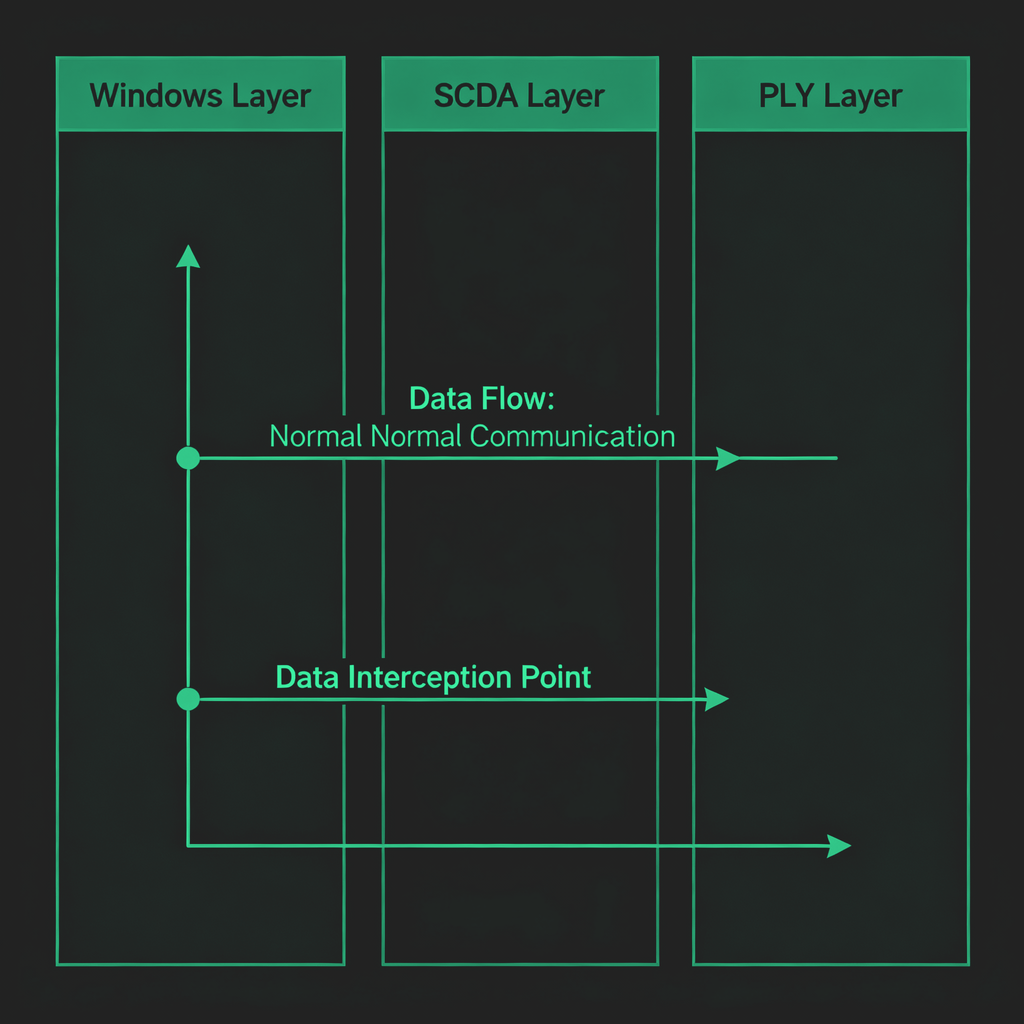 Windows Layer
SCDA Layer
PLY Layer
Data Flow:
Normal Normal Communication
Data Interception Point